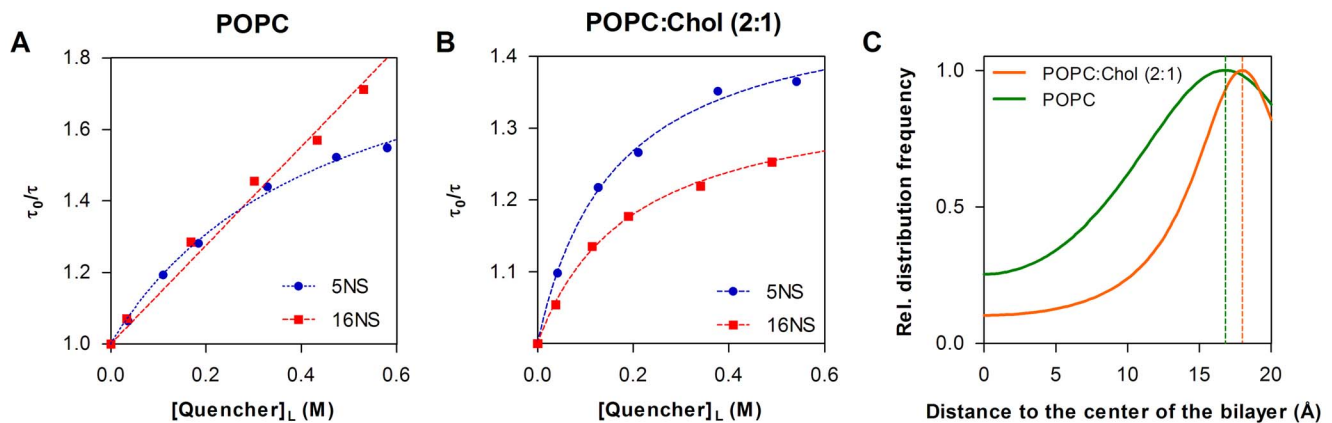 A
POPC
1.8
1.6
1.4
1.2
1.0
τ0/τ
5NS
16NS
0.0
0.2
0.4
0.6
[Quencher]L (M)
B
POPC:Chol (2:1)
1.4
1.3
1.2
1.1
τ0/τ
5NS
16NS
0.0
0.2
0.4
0.6
[Quencher]L (M)
C
1.0
0.5
0.0
Rel. distribution frequency
POPC:Chol (2:1)
POPC
0
5
10
15
20
Distance to the center of the bilayer (Å)